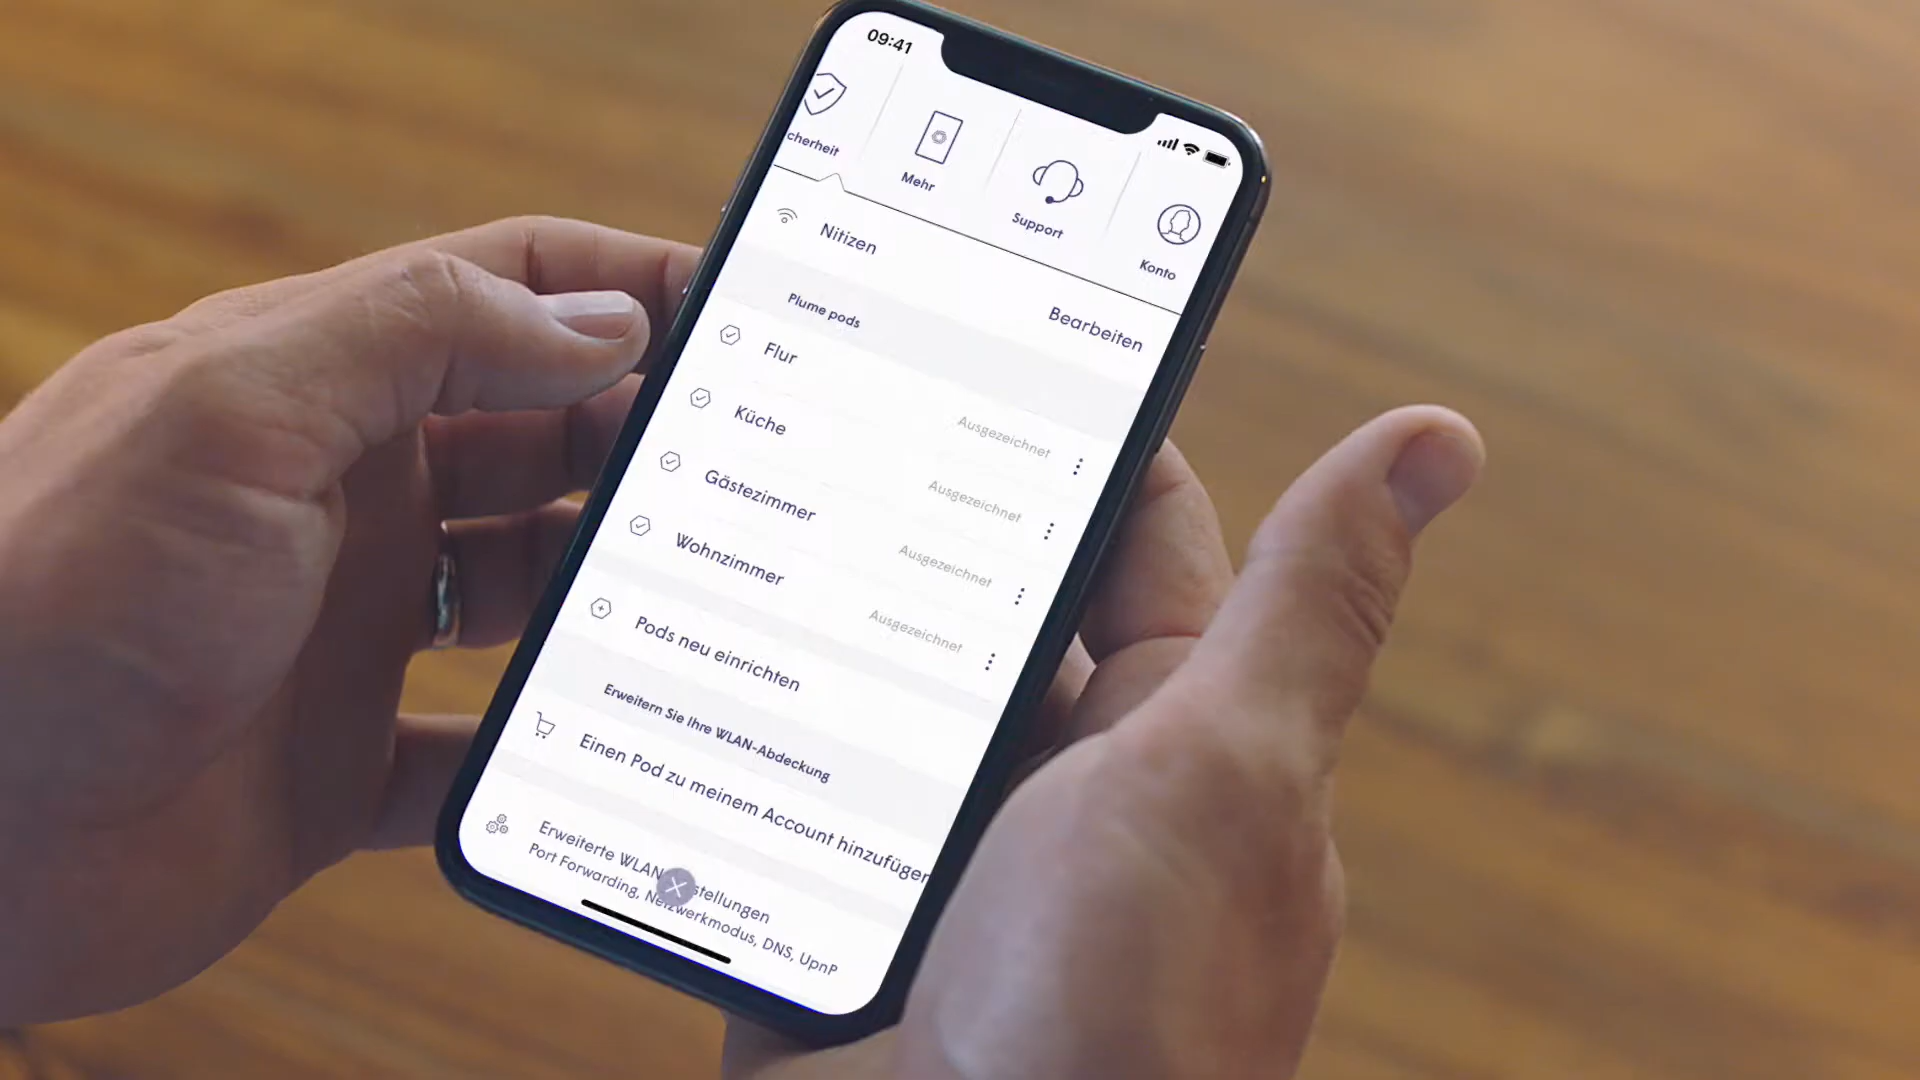 09:41
cherheit
Mehr
Support
Konto
Nitizen
Bearbeiten
Plume pods
Flur
Ausgezeichnet
Küche
Ausgezeichnet
Gästezimmer
Ausgezeichnet
Wohnzimmer
Ausgezeichnet
Pods neu einrichten
Erweitern Sie Ihre WLAN-Abdeckung
Einen Pod zu meinem Account hinzufügen
Erweiterte WLAN stellungen
Port Forwarding, Netzwerkmodus, DNS, UpnP